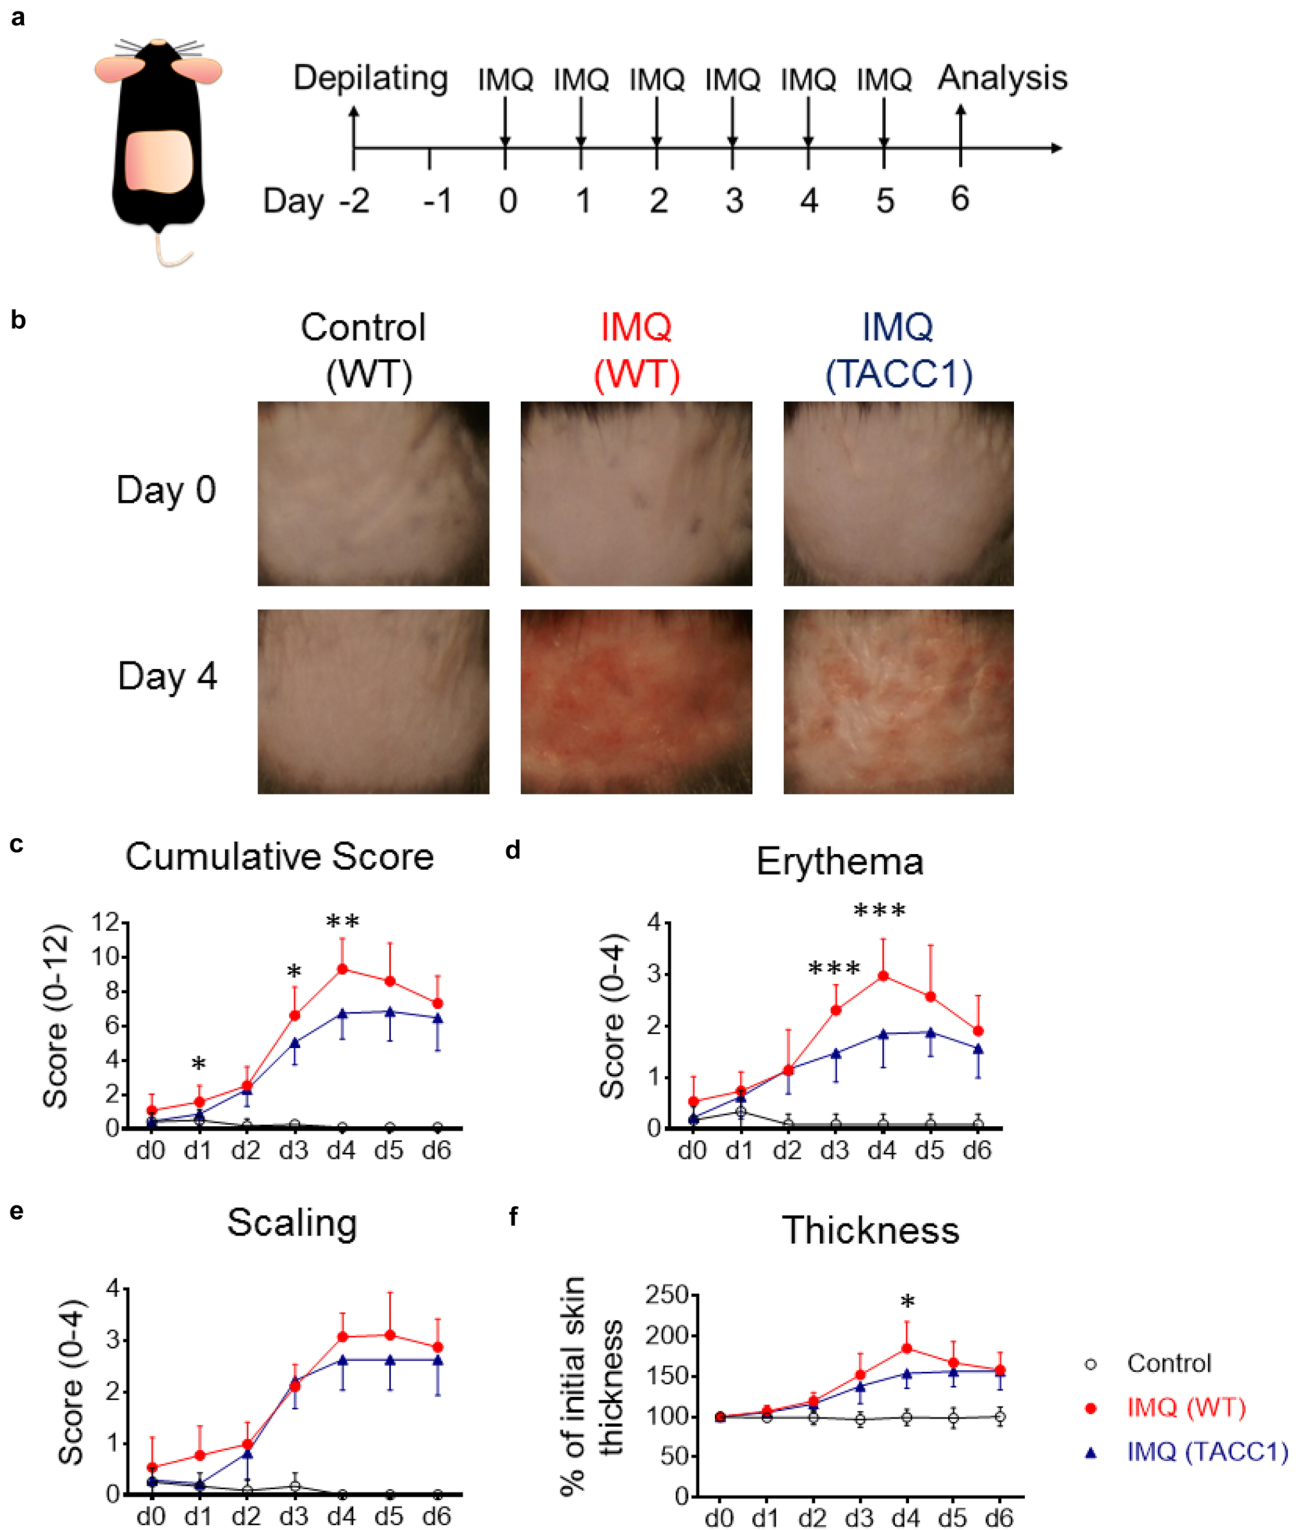 a
Depilating IMQ IMQ IMQ IMQ IMQ IMQ Analysis
Day -2 -1 0 1 2 3 4 5 6
b
Control IMQ IMQ
(WT) (WT) (TACC1)
Day 0
Day 4
c
Cumulative Score
Score (0-12)
12
10
8
6
4
2
0
* * **
d0 d1 d2 d3 d4 d5 d6
d
Erythema
Score (0-4)
4
3
2
1
0
*** ***
d0 d1 d2 d3 d4 d5 d6
e
Scaling
Score (0-4)
4
3
2
1
0
d0 d1 d2 d3 d4 d5 d6
f
Thickness
% of initial skin
thickness
250
200
150
100
50
0
*
d0 d1 d2 d3 d4 d5 d6
Control
IMQ (WT)
IMQ (TACC1)